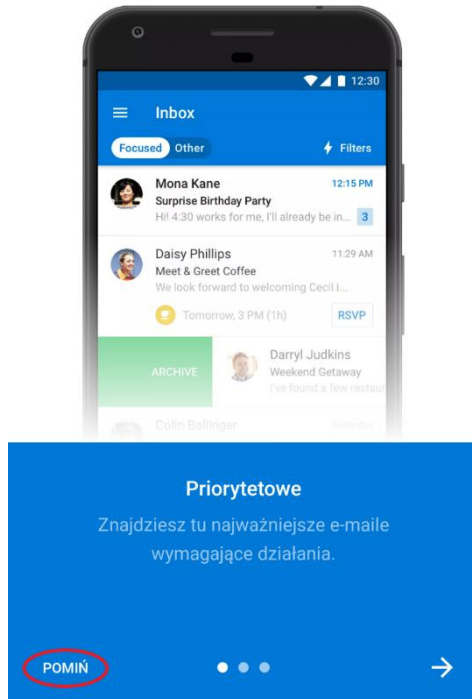 12:30
Inbox
Focused Other Filters
Mona Kane 12:15 PM
Surprise Birthday Party
Hi! 4:30 works for me, I'll already be in... 3
Daisy Phillips 11:29 AM
Meet & Greet Coffee
We look forward to welcoming Cecil i...
Tomorrow, 3 PM (1h) RSVP
ARCHIVE Darryl Judkins
Weekend Getaway
I've found a few restaur
Colin Ballinger Yesterday
Priorytetowe
Znajdziesz tu najważniejsze e-maile
wymagające działania.
POMIŃ